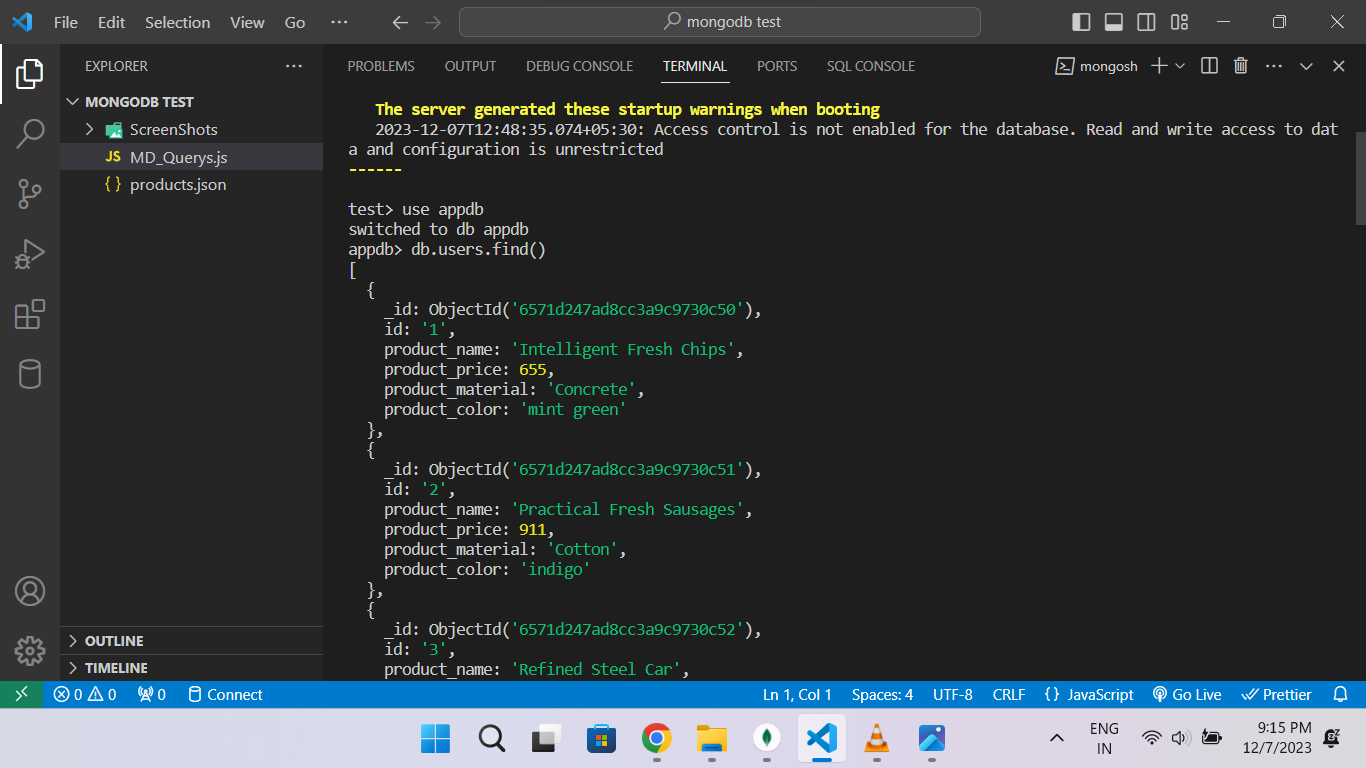 File Edit Selection View Go ··· mongodb test
EXPLORER ···
PROBLEMS OUTPUT DEBUG CONSOLE TERMINAL PORTS SQL CONSOLE mongosh ···
MONGODB TEST
ScreenShots
JS MD_Querys.js
{ } products.json
OUTLINE
TIMELINE
The server generated these startup warnings when booting
2023-12-07T12:48:35.074+05:30: Access control is not enabled for the database. Read and write access to dat
a and configuration is unrestricted
------
test> use appdb
switched to db appdb
appdb> db.users.find()
[
{
_id: ObjectId('6571d247ad8cc3a9c9730c50'),
id: '1',
product_name: 'Intelligent Fresh Chips',
product_price: 655,
product_material: 'Concrete',
product_color: 'mint green'
},
{
_id: ObjectId('6571d247ad8cc3a9c9730c51'),
id: '2',
product_name: 'Practical Fresh Sausages',
product_price: 911,
product_material: 'Cotton',
product_color: 'indigo'
},
{
_id: ObjectId('6571d247ad8cc3a9c9730c52'),
id: '3',
product_name: 'Refined Steel Car',
0 0 0 Connect Ln 1, Col 1 Spaces: 4 UTF-8 CRLF { } JavaScript Go Live Prettier
ENG
IN
9:15 PM
12/7/2023